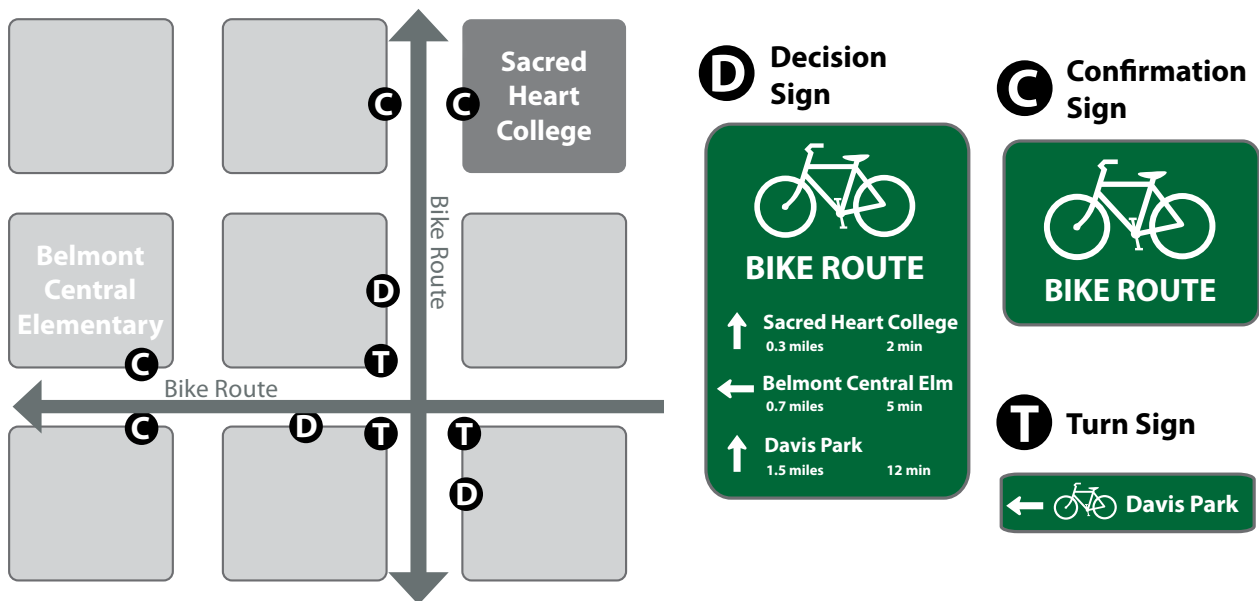 Sacred
Heart
College
C
C
Bike Route
Belmont
Central
Elementary
D
C
T
Bike Route
C
D
T
T
D
D
Decision
Sign
BIKE ROUTE
Sacred Heart College
0.3 miles 2 min
Belmont Central Elm
0.7 miles 5 min
Davis Park
1.5 miles 12 min
C
Confirmation
Sign
BIKE ROUTE
T
Turn Sign
Davis Park